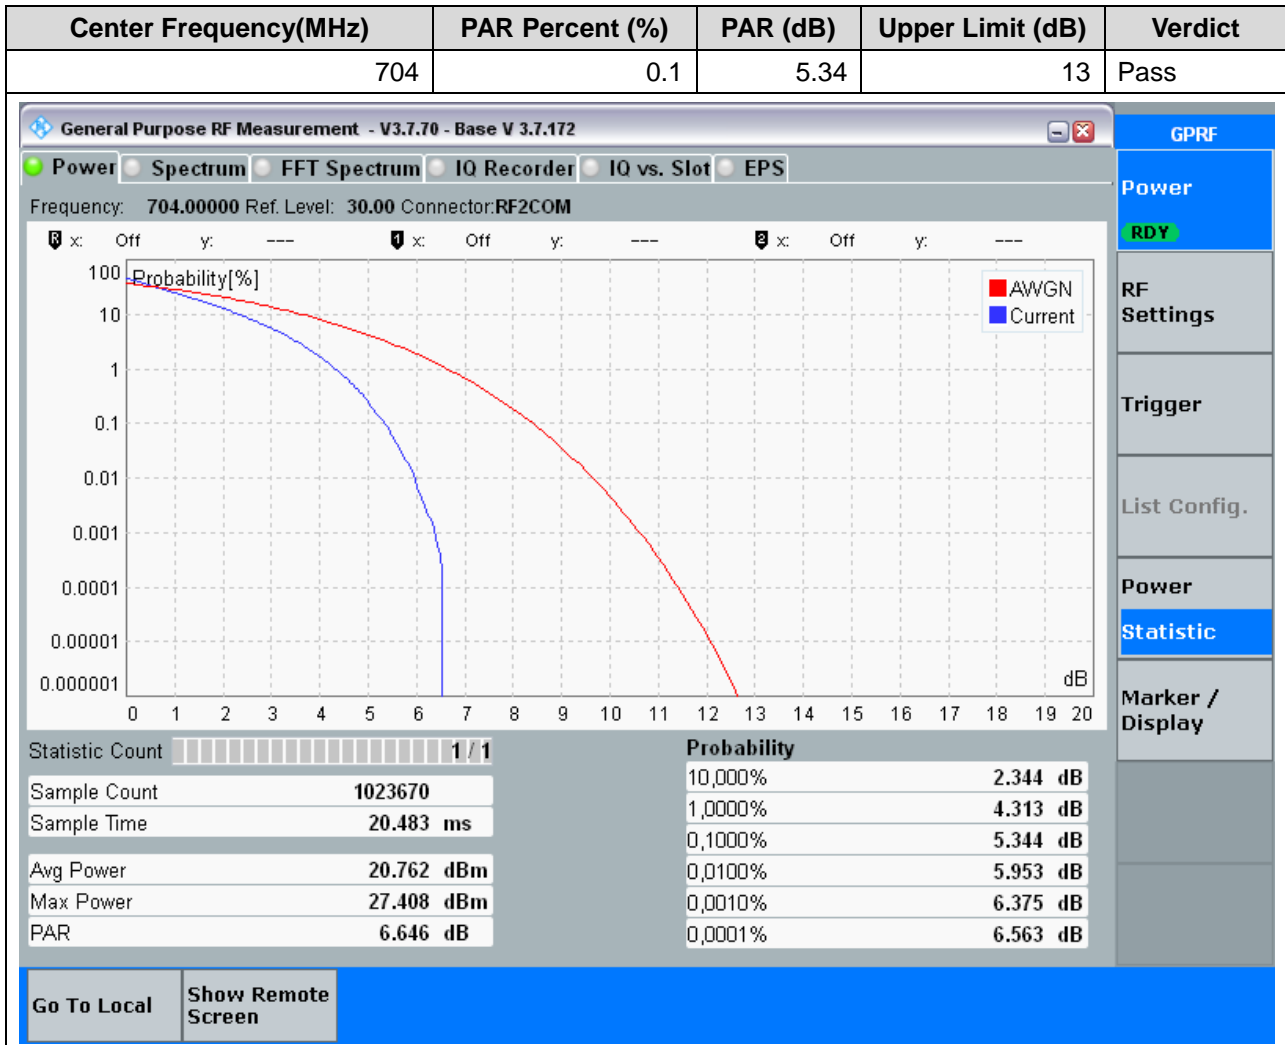 Center Frequency(MHz) PAR Percent (%) PAR (dB) Upper Limit (dB) Verdict
704 0.1 5.34 13 Pass
General Purpose RF Measurement - V3.7.70 - Base V 3.7.172
GPRF
Power Spectrum FFT Spectrum IQ Recorder IQ vs. Slot EPS
Frequency: 704.00000 Ref. Level: 30.00 Connector:RF2COM
R x: Off y: --- 1 x: Off y: --- 2 x: Off y: ---
Probability[%]
100
10
1
0.1
0.01
0.001
0.0001
0.00001
0.000001
AWGN
Current
dB
0 1 2 3 4 5 6 7 8 9 10 11 12 13 14 15 16 17 18 19 20
Statistic Count 1 / 1
Sample Count 1023670
Sample Time 20.483 ms
Avg Power 20.762 dBm
Max Power 27.408 dBm
PAR 6.646 dB
Probability
10,000% 2.344 dB
1,0000% 4.313 dB
0,1000% 5.344 dB
0,0100% 5.953 dB
0,0010% 6.375 dB
0,0001% 6.563 dB
Power
RDY
RF
Settings
Trigger
List Config.
Power
Statistic
Marker /
Display
Go To Local
Show Remote
Screen